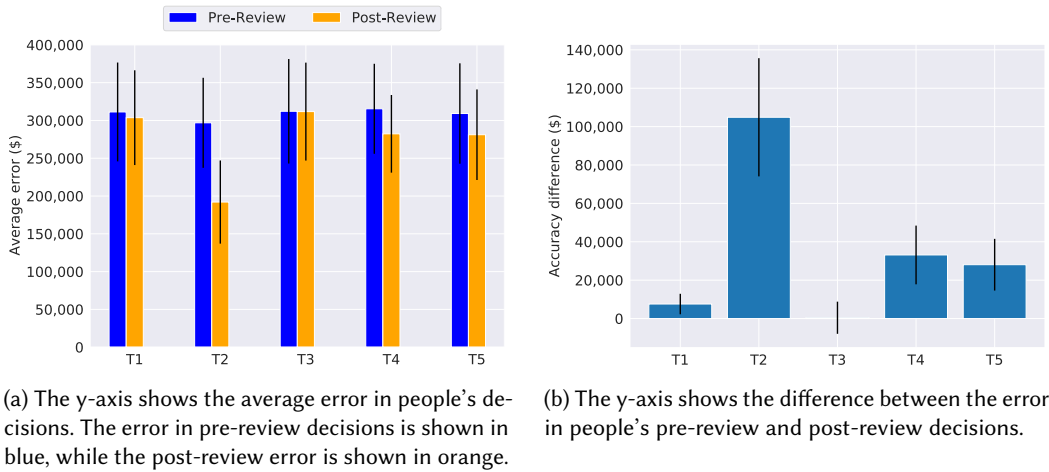 Pre-Review Post-Review
400,000
350,000
300,000
250,000
200,000
150,000
100,000
50,000
0
Average error ($)
T1 T2 T3 T4 T5
140,000
120,000
100,000
80,000
60,000
40,000
20,000
0
Accuracy difference ($)
T1 T2 T3 T4 T5
(a) The y-axis shows the average error in people's de-
cisions. The error in pre-review decisions is shown in
blue, while the post-review error is shown in orange.
(b) The y-axis shows the difference between the error
in people's pre-review and post-review decisions.